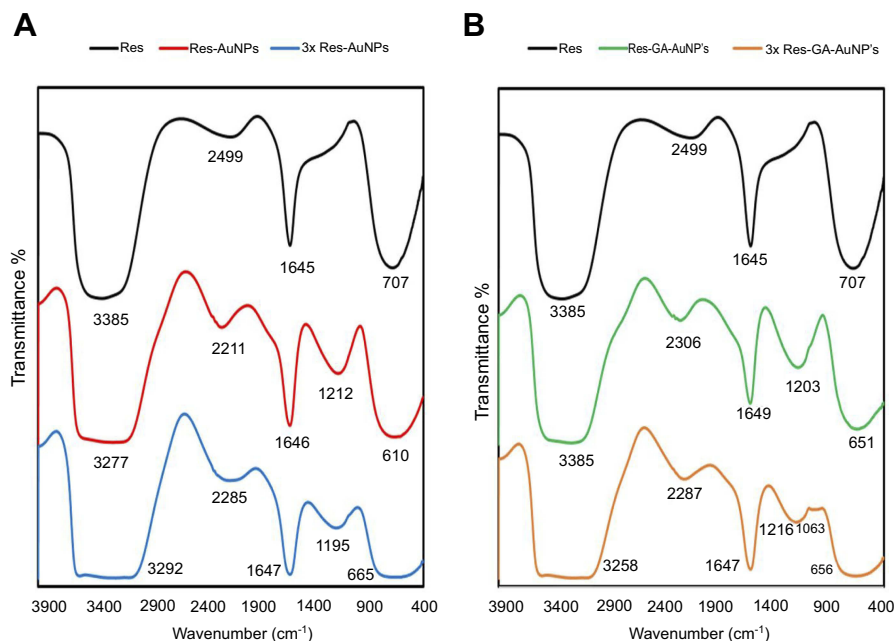 A
Res Res-AuNPs 3x Res-AuNPs
Transmittance %
2499
1645
707
3385
2211
1212
1646
610
3277
2285
1195
3292
1647
665
3900 3400 2900 2400 1900 1400 900 400
Wavenumber (cm⁻¹)
B
Res Res-GA-AuNP's 3x Res-GA-AuNP's
Transmittance %
2499
1645
707
3385
2306
1203
1649
651
3385
2287
1216 1063
3258
1647
656
3900 3400 2900 2400 1900 1400 900 400
Wavenumber (cm⁻¹)